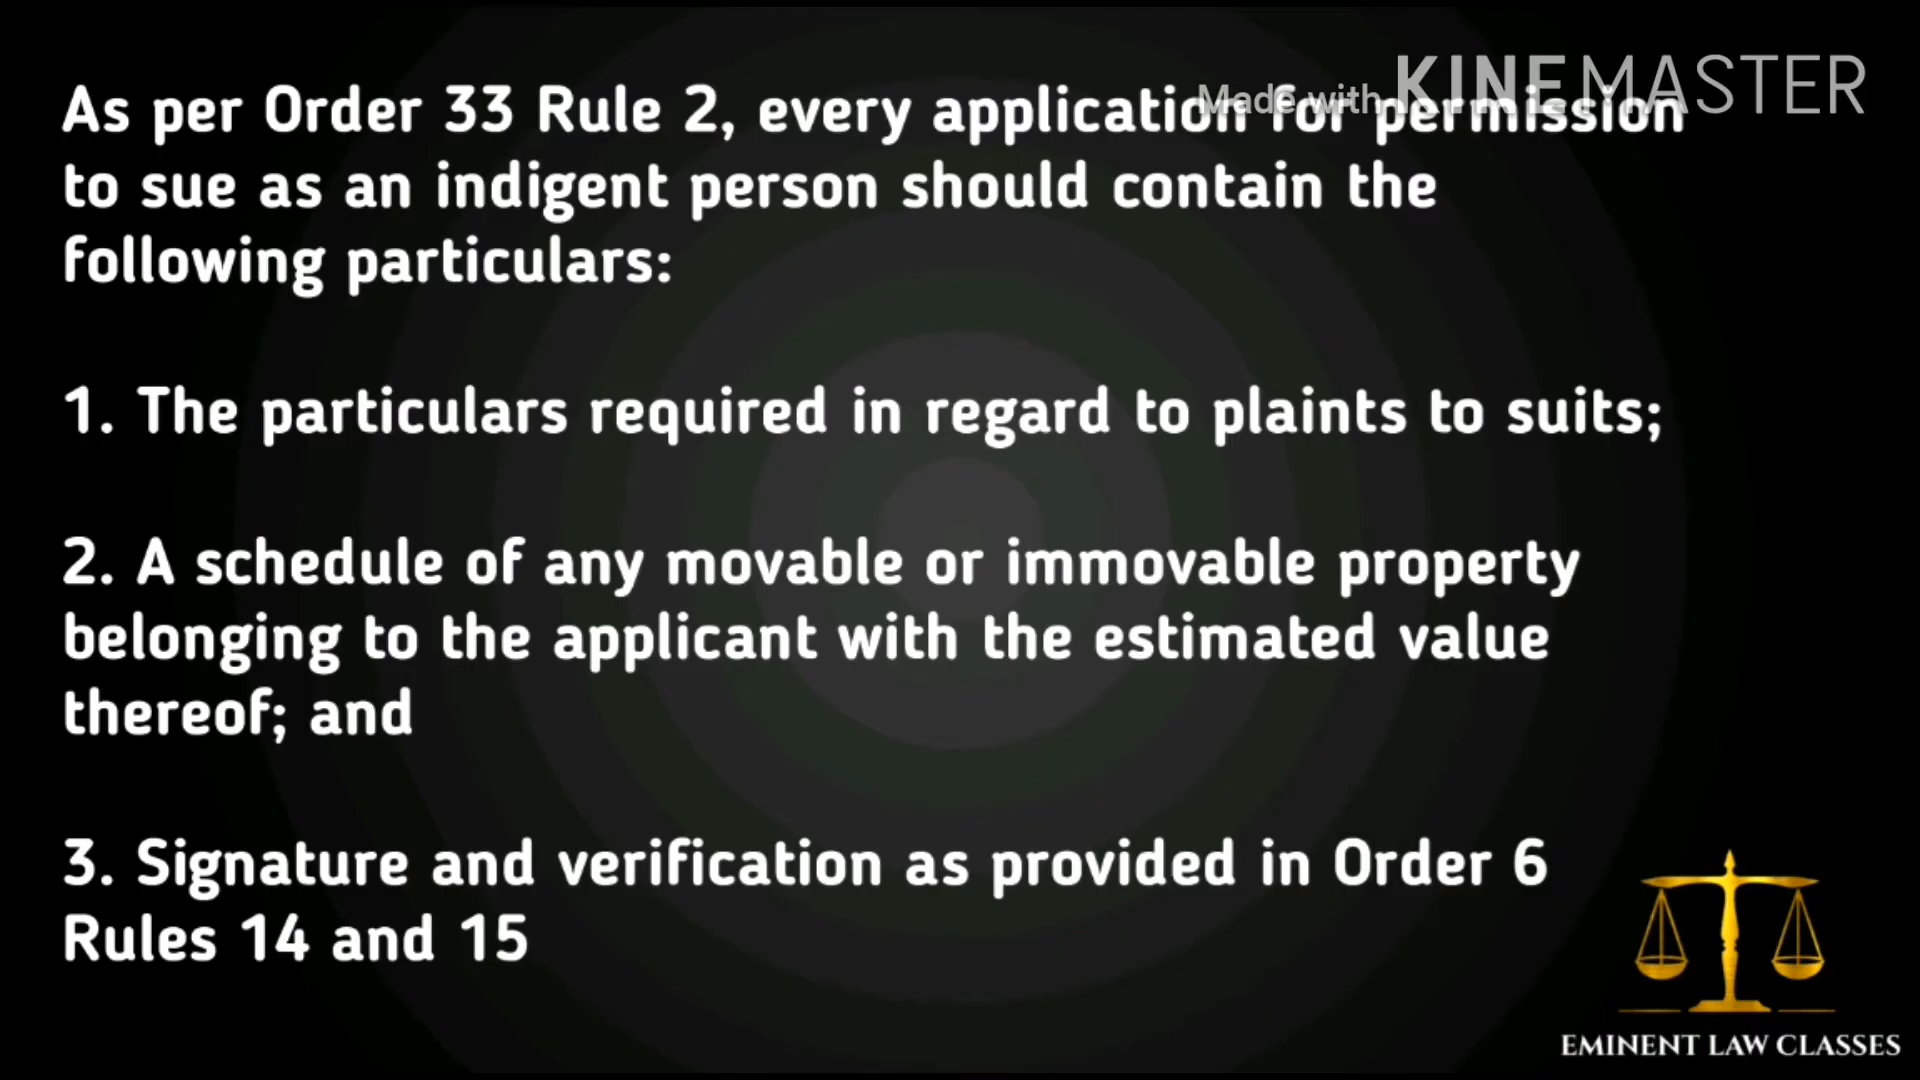 Made with KINEMASTER
As per Order 33 Rule 2, every application for permission
to sue as an indigent person should contain the
following particulars:
1. The particulars required in regard to plaints to suits;
2. A schedule of any movable or immovable property
belonging to the applicant with the estimated value
thereof; and
3. Signature and verification as provided in Order 6
Rules 14 and 15
EMINENT LAW CLASSES